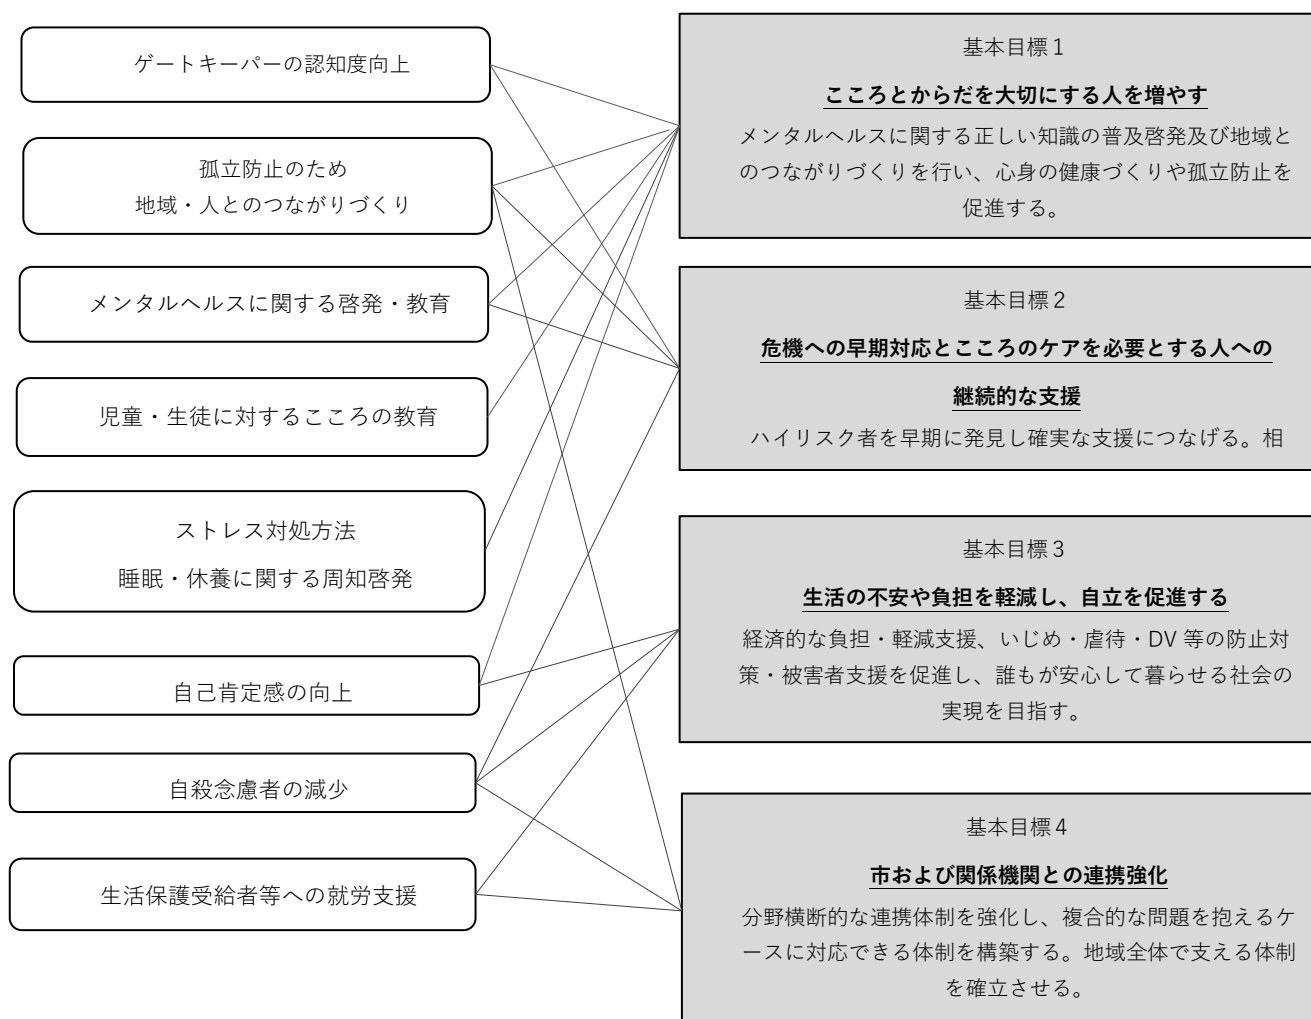 ゲートキーパーの認知度向上
孤立防止のため
地域・人とのつながりづくり
メンタルヘルスに関する啓発・教育
児童・生徒に対するこころの教育
ストレス対処方法
睡眠・休養に関する周知啓発
自己肯定感の向上
自殺念慮者の減少
生活保護受給者等への就労支援
基本目標1
こころとからだを大切にする人を増やす
メンタルヘルスに関する正しい知識の普及啓発及び地域と
のつながりづくりを行い、心身の健康づくりや孤立防止を
促進する。
基本目標2
危機への早期対応とこころのケアを必要とする人への
継続的な支援
ハイリスク者を早期に発見し確実な支援につなげる。相
基本目標3
生活の不安や負担を軽減し、自立を促進する
経済的な負担・軽減支援、いじめ・虐待・DV 等の防止対
策・被害者支援を促進し、誰もが安心して暮らせる社会の
実現を目指す。
基本目標4
市および関係機関との連携強化
分野横断的な連携体制を強化し、複合的な問題を抱えるケ
ースに対応できる体制を構築する。地域全体で支える体制
を確立させる。